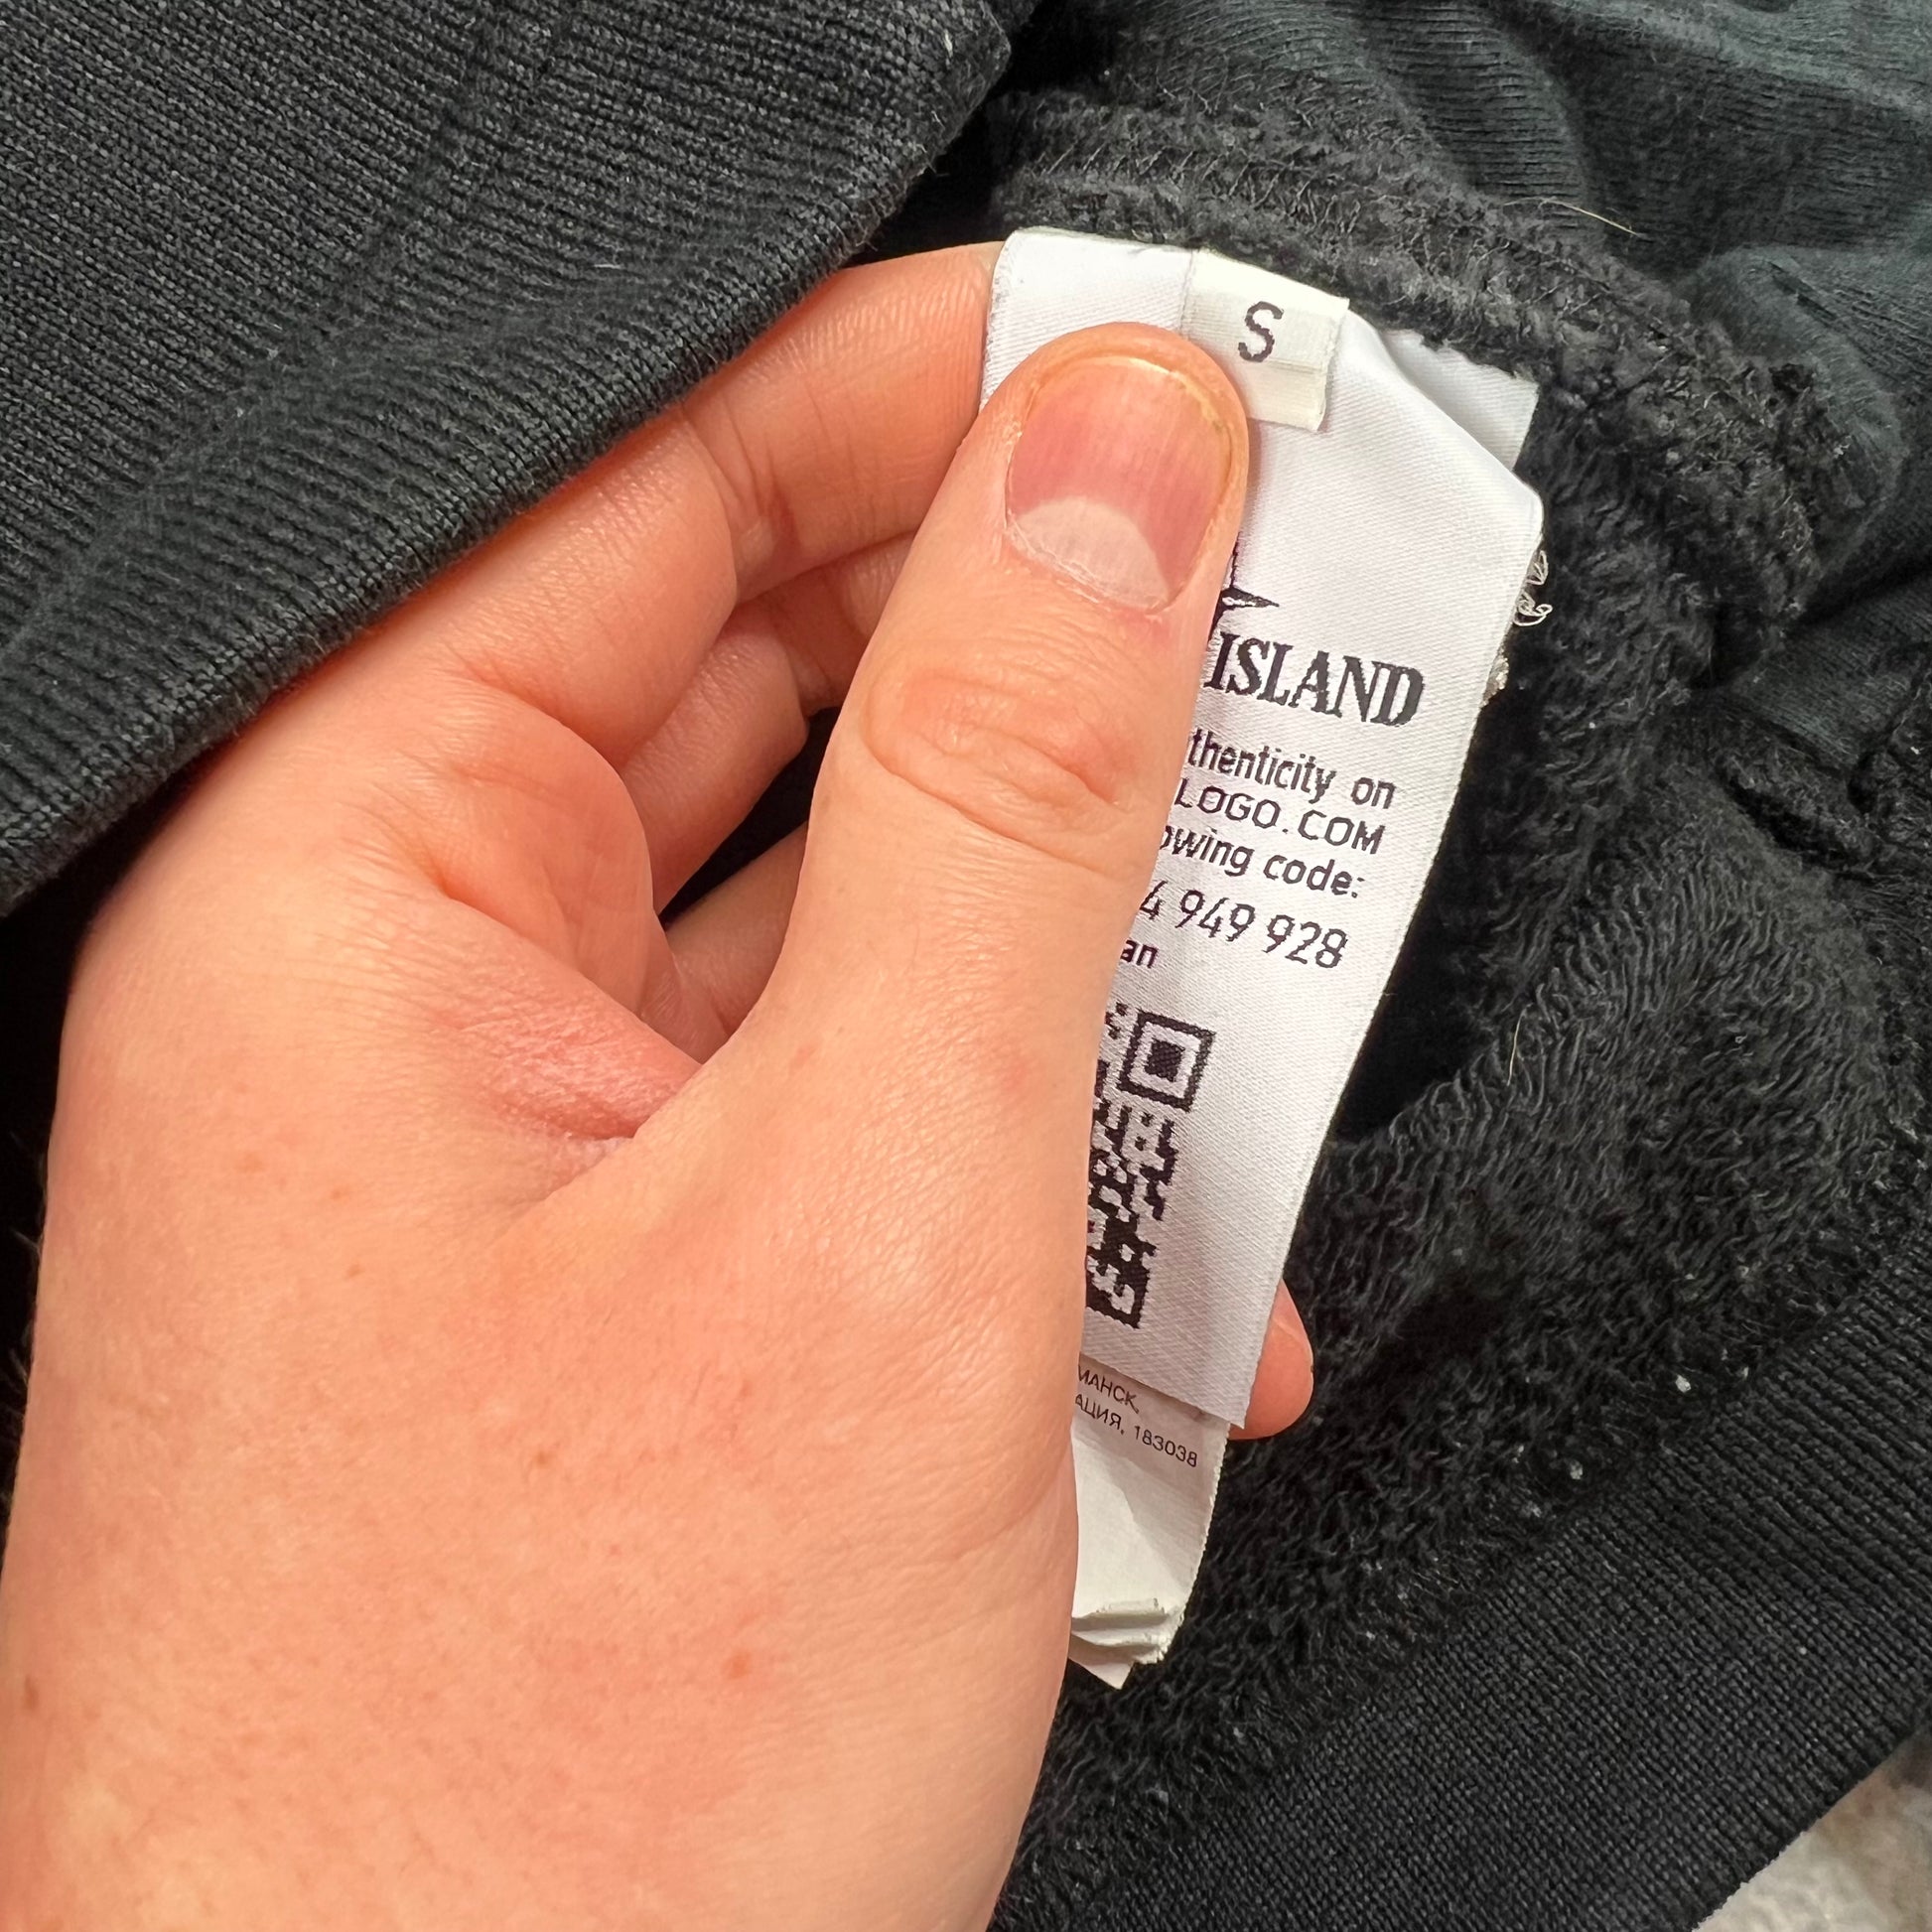 S
ISLAND
thenticity on
LOGO.COM
owing code:
4 949 928
an
МАНСК,
АЦИЯ, 183038